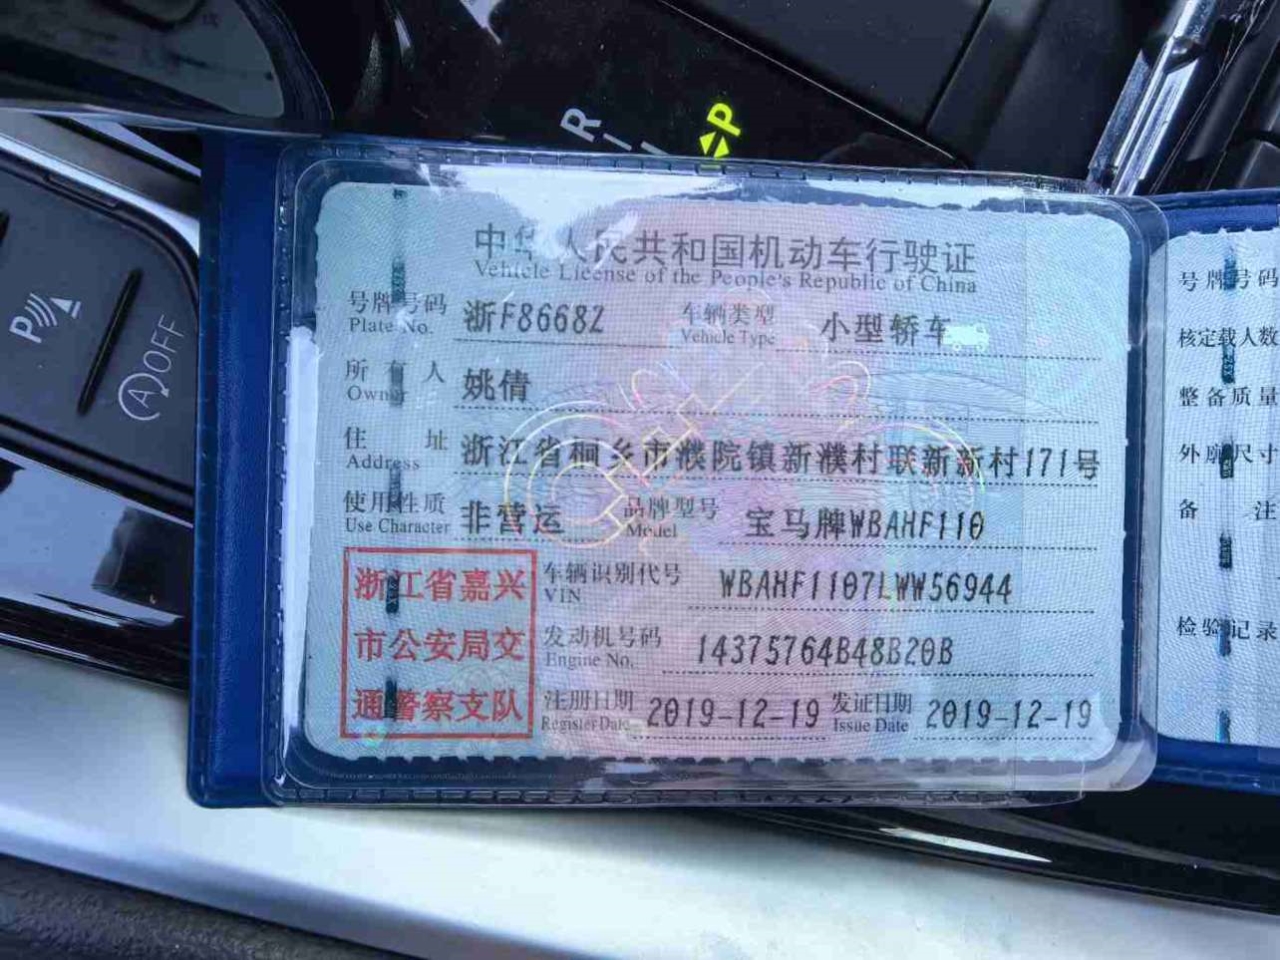 R
P
P
OFF
A
中华人民共和国机动车行驶证
Vehicle License of the People's Republic of China
号牌号码 浙F8668Z 车辆类型 小型轿车
Plate No. Vehicle Type
所有人 姚倩
Owner
住址 浙江省桐乡市濮院镇新濮村联新新村171号
Address
使用性质 非营运 品牌型号 宝马牌WBAHF110
Use Character Model
浙江省嘉兴
市公安局交
通警察支队
车辆识别代号 WBAHF1107LWW56944
VIN
发动机号码 14375764B48B20B
Engine No.
注册日期 2019-12-19 发证日期 2019-12-19
Register Date Issue Date
号牌号码
核定载人数
整备质量
外廓尺寸
备注
检验记录